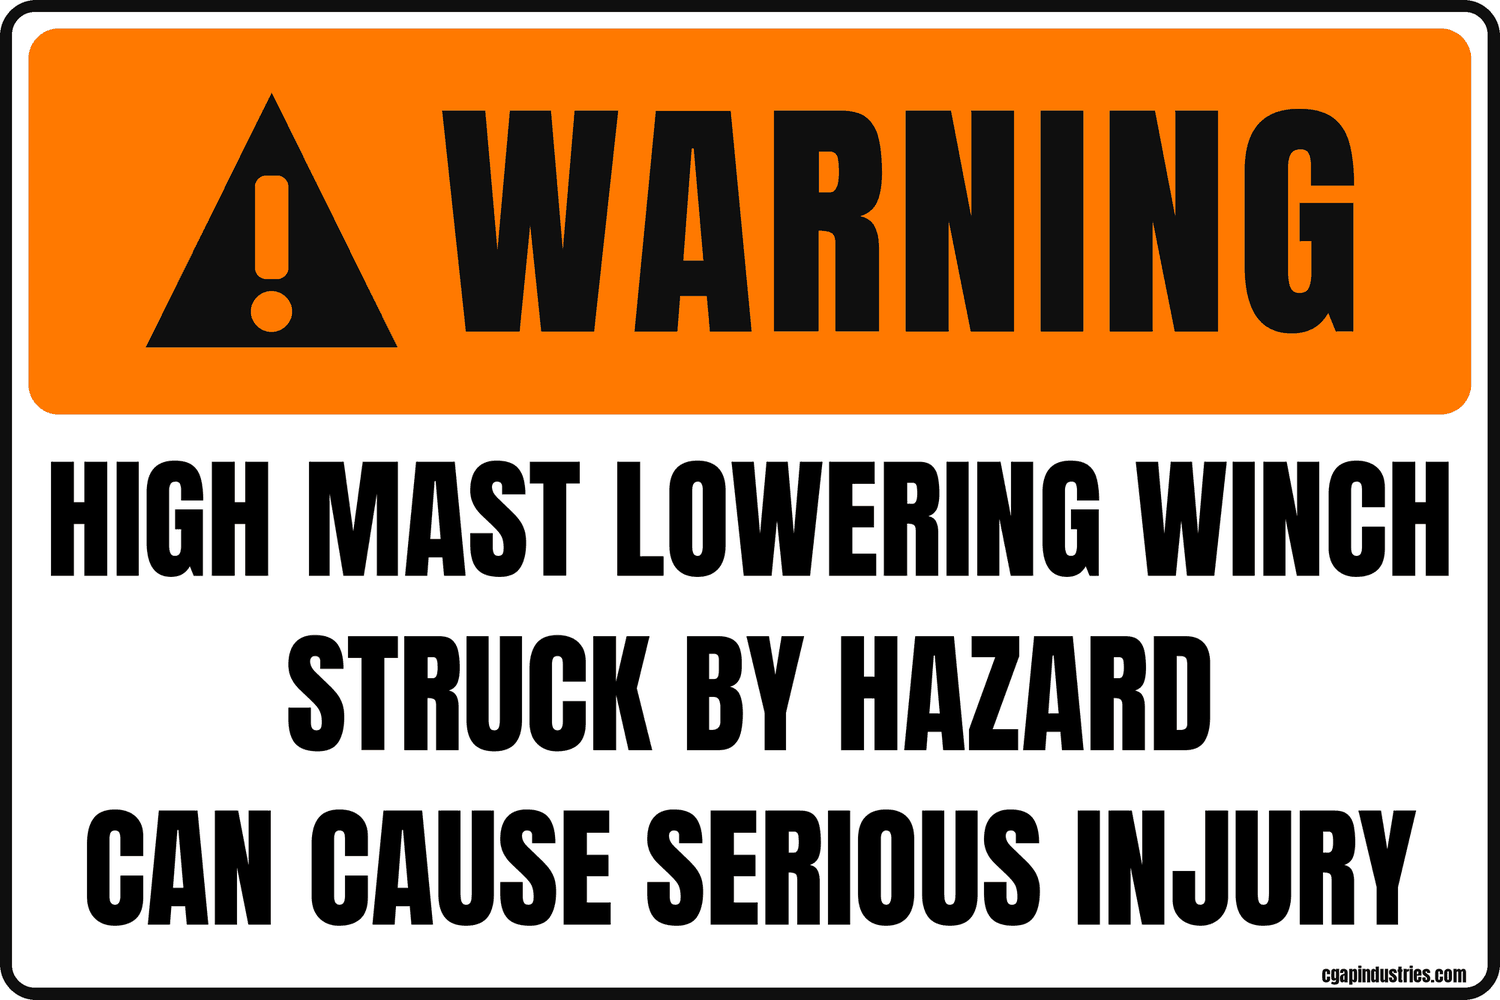 WARNING
HIGH MAST LOWERING WINCH
STRUCK BY HAZARD
CAN CAUSE SERIOUS INJURY
cgapindustries.com